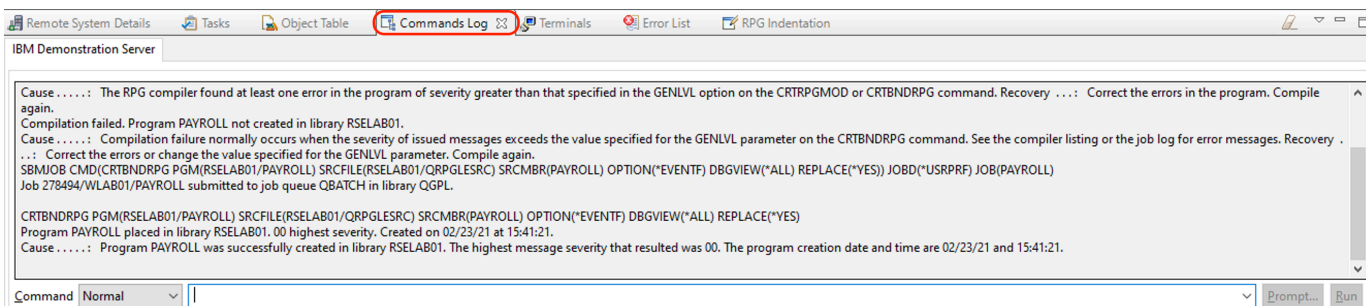 Remote System Details Tasks Object Table Commands Log Terminals Error List RPG Indentation
IBM Demonstration Server
Cause . . . . . :   The RPG compiler found at least one error in the program of severity greater than that specified in the GENLVL option on the CRTRPGMOD or CRTBNDRPG command. Recovery  . . . :   Correct the errors in the program. Compile
again.
Compilation failed. Program PAYROLL not created in library RSELAB01.
Cause . . . . . :   Compilation failure normally occurs when the severity of issued messages exceeds the value specified for the GENLVL parameter on the CRTBNDRPG command. See the compiler listing or the job log for error messages. Recovery  .
. . :   Correct the errors or change the value specified for the GENLVL parameter. Compile again.
SBMJOB CMD(CRTBNDRPG PGM(RSELAB01/PAYROLL) SRCFILE(RSELAB01/QRPGLESRC) SRCMBR(PAYROLL) OPTION(*EVENTF) DBGVIEW(*ALL) REPLACE(*YES)) JOBD(*USRPRF) JOB(PAYROLL)
Job 278494/WLAB01/PAYROLL submitted to job queue QBATCH in library QGPL.
CRTBNDRPG PGM(RSELAB01/PAYROLL) SRCFILE(RSELAB01/QRPGLESRC) SRCMBR(PAYROLL) OPTION(*EVENTF) DBGVIEW(*ALL) REPLACE(*YES)
Program PAYROLL placed in library RSELAB01. 00 highest severity. Created on 02/23/21 at 15:41:21.
Cause . . . . . :   Program PAYROLL was successfully created in library RSELAB01. The highest message severity that resulted was 00. The program creation date and time are 02/23/21 and 15:41:21.
Command Normal Prompt... Run